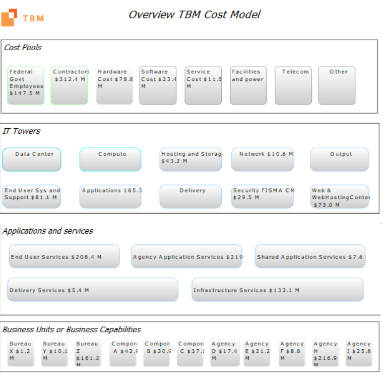 TBM
Overview TBM Cost Model
Cost Pools
Federal Govt Employees $147.5 M
Contractors $312.4 M
Hardware Cost $78.8 M
Software Cost $23.4 M
Service Cost $11.5 M
Facilities and power
Telecom
Other
IT Towers
Data Center
Compute
Hosting and Storag $43.2 M
Network $10.6 M
Output
End User Sys and Support $81.1 M
Applications 165.3
Delivery
Security FISMA CM $29.5 M
Web & WebHostingCenter $73.0 M
Applications and services
End User Services $208.4 M
Agency Application Services $219
Shared Application Services $7.6
Delivery Services $5.4 M
Infrastructure Services $133.1 M
Business Units or Business Capabilities
Bureau X $1.2 M
Bureau Y $10.1 M
Bureau Z $161.2 M
Compon A $42.
Compon B $30.9
Compon C $37.
Agency D $17.4 M
Agency E $21.2 M
Agency F $8.8 M
Agency H $216.9 M
Agency I $25.8 M